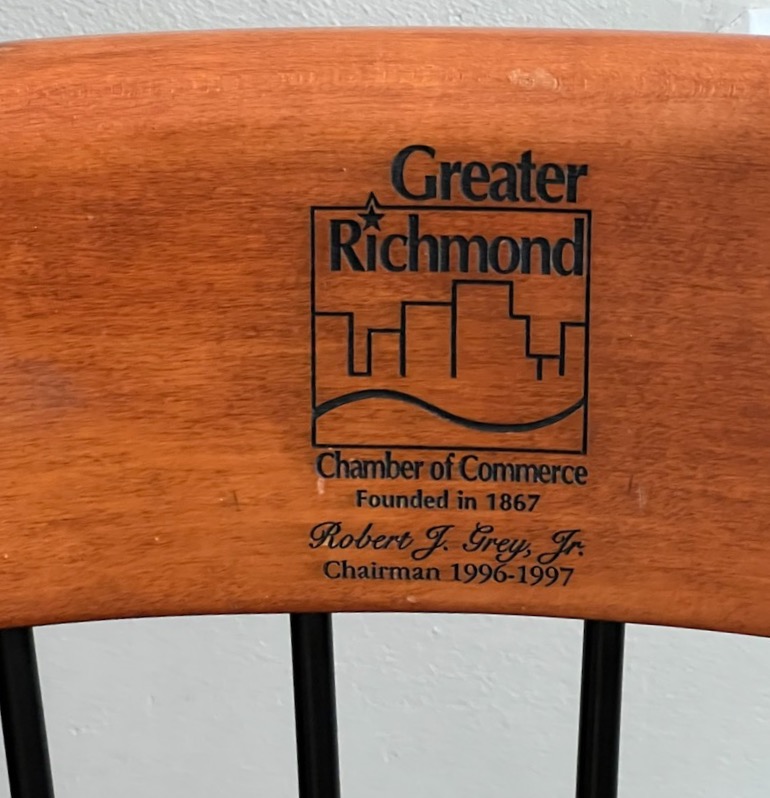 Greater
Richmond
Chamber of Commerce
Founded in 1867
Robert J. Grey, Jr.
Chairman 1996-1997